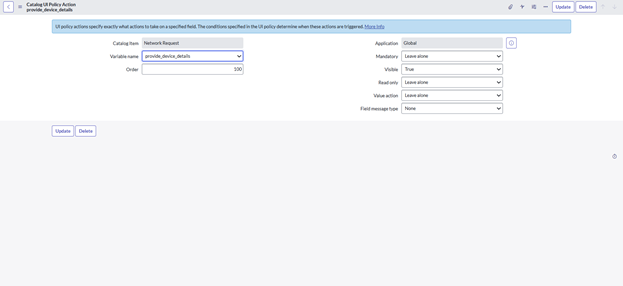 Catalog UI Policy Action
provide_device_details
Update Delete
UI policy actions specify exactly what actions to take on a specified field. The conditions specified in the UI policy determine when these actions are triggered. More Info
Catalog Item Network Request
Variable name provide_device_details
Order 100
Application Global
Mandatory Leave alone
Visible True
Read only Leave alone
Value action Leave alone
Field message type None
Update Delete